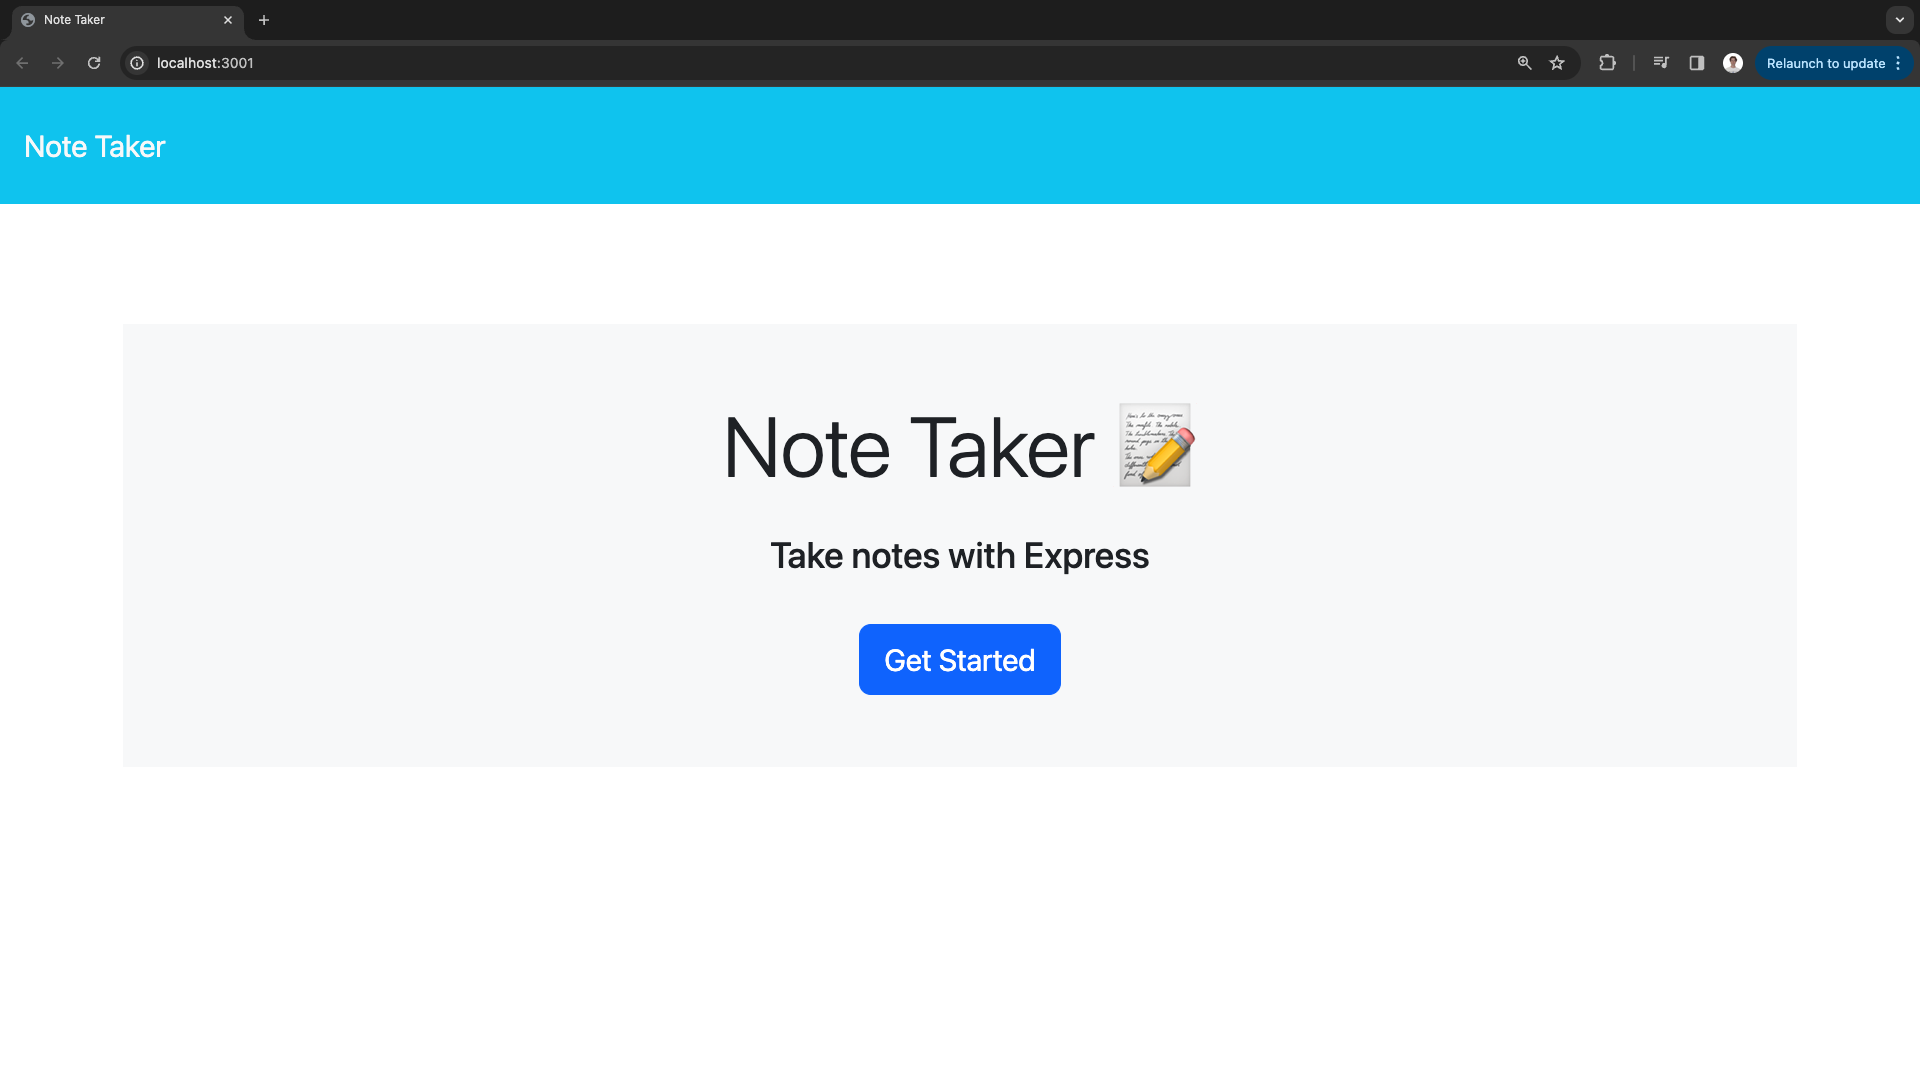 Note Taker
localhost:3001
Relaunch to update
Note Taker
Note Taker
Take notes with Express
Get Started